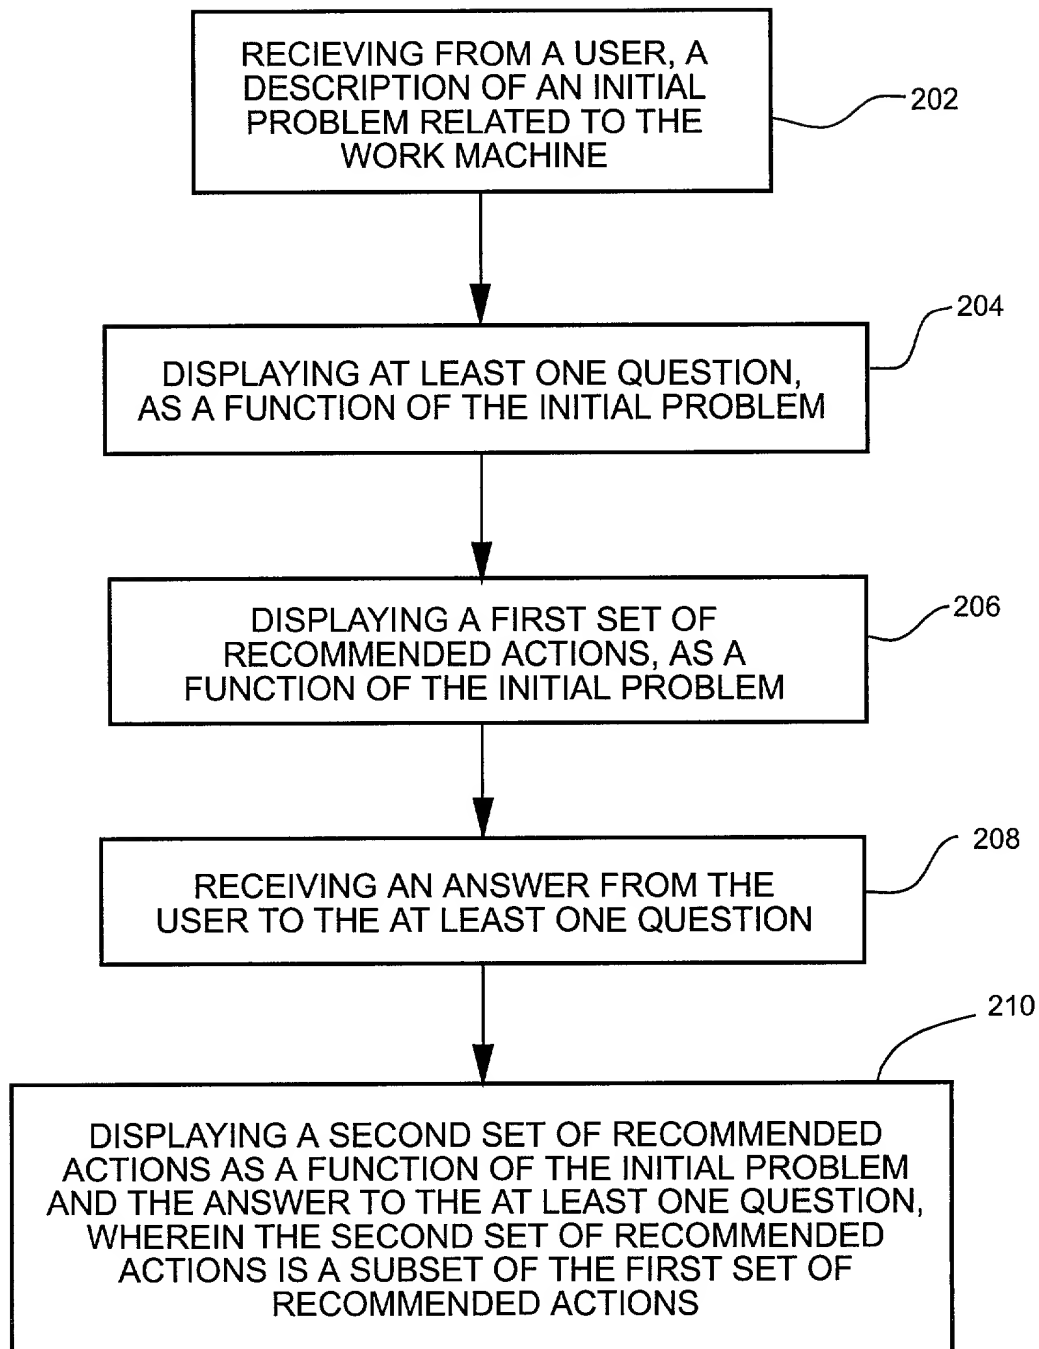 RECIEVING FROM A USER, A
DESCRIPTION OF AN INITIAL
PROBLEM RELATED TO THE
WORK MACHINE
202
204
DISPLAYING AT LEAST ONE QUESTION,
AS A FUNCTION OF THE INITIAL PROBLEM
206
DISPLAYING A FIRST SET OF
RECOMMENDED ACTIONS, AS A
FUNCTION OF THE INITIAL PROBLEM
208
RECEIVING AN ANSWER FROM THE
USER TO THE AT LEAST ONE QUESTION
210
DISPLAYING A SECOND SET OF RECOMMENDED
ACTIONS AS A FUNCTION OF THE INITIAL PROBLEM
AND THE ANSWER TO THE AT LEAST ONE QUESTION,
WHEREIN THE SECOND SET OF RECOMMENDED
ACTIONS IS A SUBSET OF THE FIRST SET OF
RECOMMENDED ACTIONS